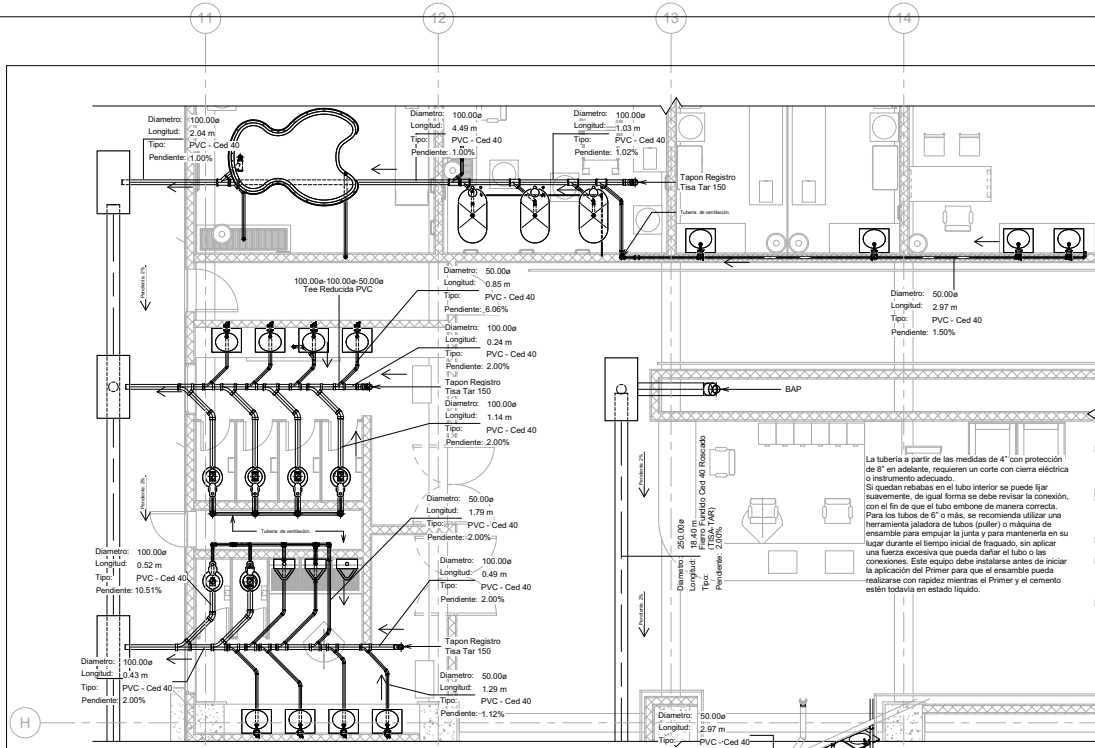 11
12
13
14
Diametro: 100.00ø
Longitud: 2.04 m
Tipo: PVC - Ced 40
Pendiente: 1.00%
Diametro: 100.00ø
Longitud: 4.49 m
Tipo: PVC - Ced 40
Pendiente: 1.00%
Diametro: 100.00ø
Longitud: 1.03 m
Tipo: PVC - Ced 40
Pendiente: 1.02%
Tapon Registro
Tisa Tar 150
Tubería de ventilación.
Pendiente 2%
100.00ø-100.00ø-50.00ø
Tee Reducida PVC
Diametro: 50.00ø
Longitud: 0.85 m
Tipo: PVC - Ced 40
Pendiente: 6.06%
Diametro: 50.00ø
Longitud: 2.97 m
Tipo: PVC - Ced 40
Pendiente: 1.50%
Diametro: 100.00ø
Longitud: 0.24 m
Tipo: PVC - Ced 40
Pendiente: 2.00%
Tapon Registro
Tisa Tar 150
BAP
Diametro: 100.00ø
Longitud: 1.14 m
Tipo: PVC - Ced 40
Pendiente: 2.00%
Pendiente 2%
Pendiente 2%
Diametro: 250.00ø
Longitud: 18.40 m
Tipo: Fierro Fundido Ced 40 Roscado
(TISA-TAR)
Pendiente: 2.00%
La tubería a partir de las medidas de 4" con protección
de 8" en adelante, requieren un corte con cierra eléctrica
o instrumento adecuado.
Si quedan rebabas en el tubo interior se puede lijar
suavemente, de igual forma se debe revisar la conexión,
con el fin de que el tubo embone de manera correcta.
Para los tubos de 6" o más, se recomienda utilizar una
herramienta jaladora de tubos (puller) o máquina de
ensamble para empujar la junta y para mantenerla en su
lugar durante el tiempo inicial de fraguado, sin aplicar
una fuerza excesiva que pueda dañar el tubo o las
conexiones. Este equipo debe instalarse antes de iniciar
la aplicación del Primer para que el ensamble pueda
realizarse con rapidez mientras el Primer y el cemento
estén todavía en estado líquido.
Diametro: 50.00ø
Longitud: 1.79 m
Tipo: PVC - Ced 40
Pendiente: 2.00%
Tubería de ventilación.
Diametro: 100.00ø
Longitud: 0.52 m
Tipo: PVC - Ced 40
Pendiente: 10.51%
Diametro: 100.00ø
Longitud: 0.49 m
Tipo: PVC - Ced 40
Pendiente: 2.00%
Pendiente 2%
Tapon Registro
Tisa Tar 150
Diametro: 100.00ø
Longitud: 0.43 m
Tipo: PVC - Ced 40
Pendiente: 2.00%
Diametro: 50.00ø
Longitud: 1.29 m
Tipo: PVC - Ced 40
Pendiente: 1.12%
H
Diametro: 50.00ø
Longitud: 2.97 m
Tipo: PVC - Ced 40